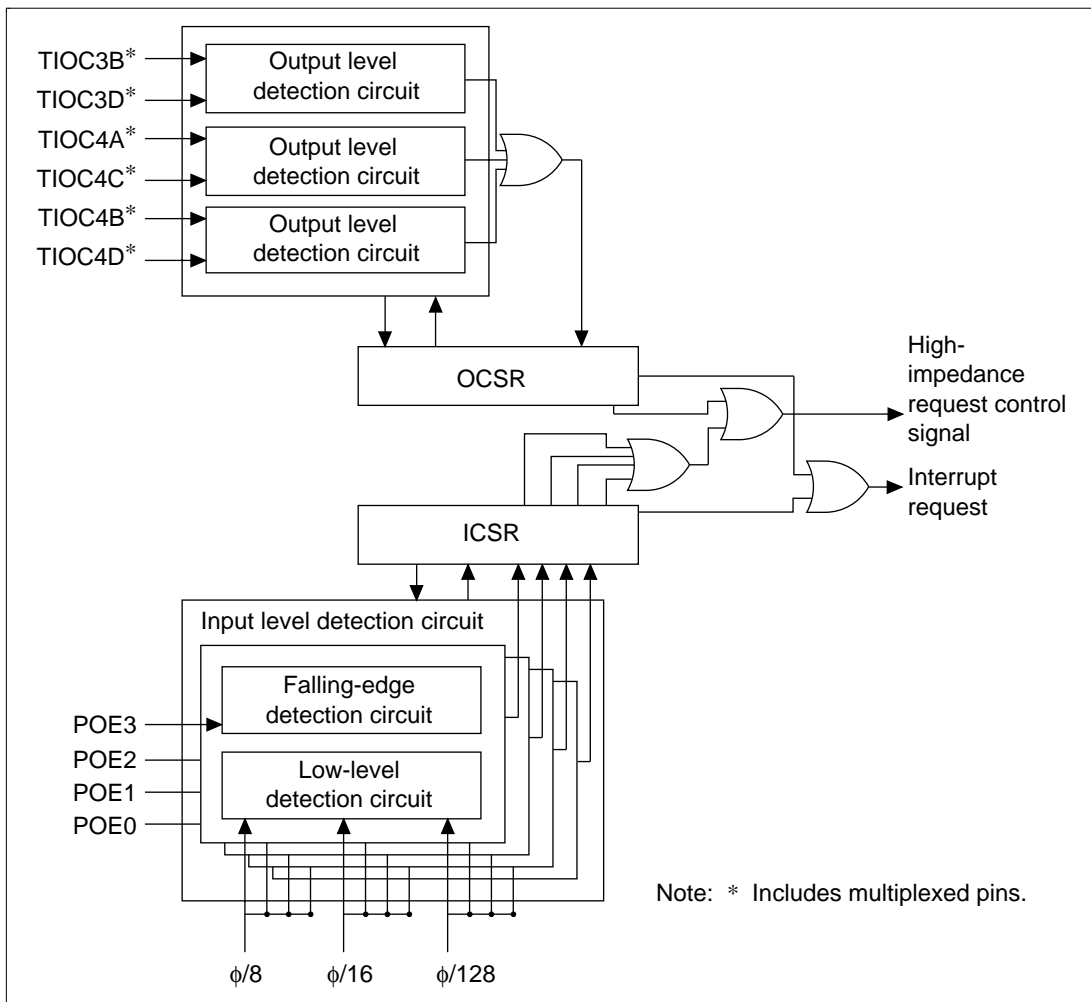 TIOC3B*
TIOC3D*
TIOC4A*
TIOC4C*
TIOC4B*
TIOC4D*
Output level
detection circuit
Output level
detection circuit
Output level
detection circuit
OCSR
High-
impedance
request control
signal
Interrupt
request
ICSR
Input level detection circuit
Falling-edge
detection circuit
Low-level
detection circuit
POE3
POE2
POE1
POE0
ϕ/8
ϕ/16
ϕ/128
Note: * Includes multiplexed pins.